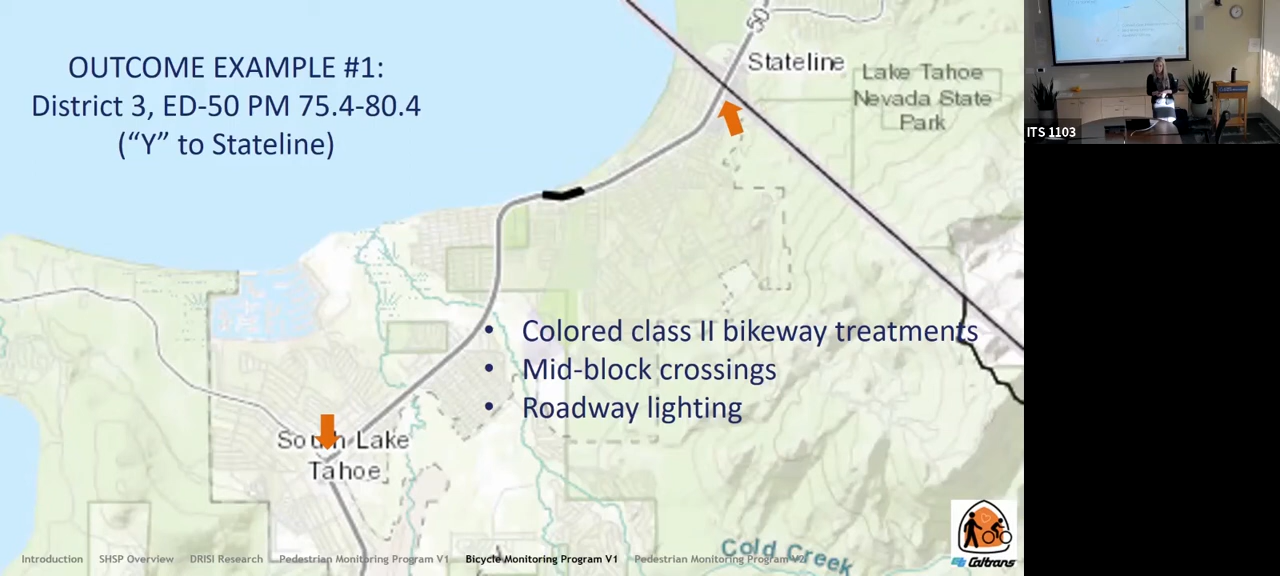 OUTCOME EXAMPLE #1:
District 3, ED-50 PM 75.4-80.4
("Y" to Stateline)
50
Stateline
Lake Tahoe
Nevada State
Park
• Colored class II bikeway treatments
• Mid-block crossings
• Roadway lighting
South Lake
Tahoe
Cold Creek
Introduction SHSP Overview DRISI Research Pedestrian Monitoring Program V1 Bicycle Monitoring Program V1 Pedestrian Monitoring Program V2
Caltrans
ITS 1103